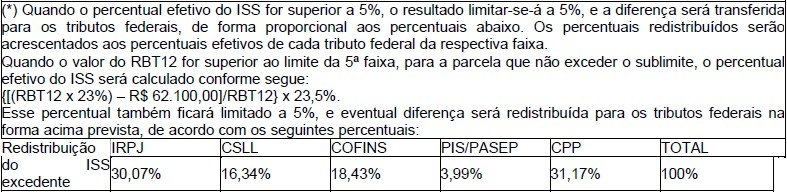 (*) Quando o percentual efetivo do ISS for superior a 5%, o resultado limitar-se-á a 5%, e a diferença será transferida
para os tributos federais, de forma proporcional aos percentuais abaixo. Os percentuais redistribuídos serão
acrescentados aos percentuais efetivos de cada tributo federal da respectiva faixa.
Quando o valor do RBT12 for superior ao limite da 5ª faixa, para a parcela que não exceder o sublimite, o percentual
efetivo do ISS será calculado conforme segue:
{[(RBT12 x 23%) – R$ 62.100,00]/RBT12} x 23,5%.
Esse percentual também ficará limitado a 5%, e eventual diferença será redistribuída para os tributos federais na
forma acima prevista, de acordo com os seguintes percentuais:
Redistribuição do ISS excedente IRPJ CSLL COFINS PIS/PASEP CPP TOTAL
30,07% 16,34% 18,43% 3,99% 31,17% 100%